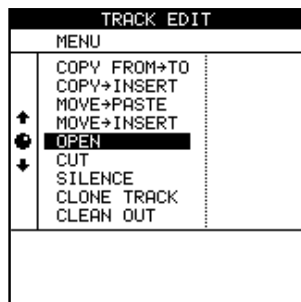 TRACK EDIT
MENU
COPY FROM→TO
COPY→INSERT
MOVE→PASTE
MOVE→INSERT
OPEN
CUT
SILENCE
CLONE TRACK
CLEAN OUT